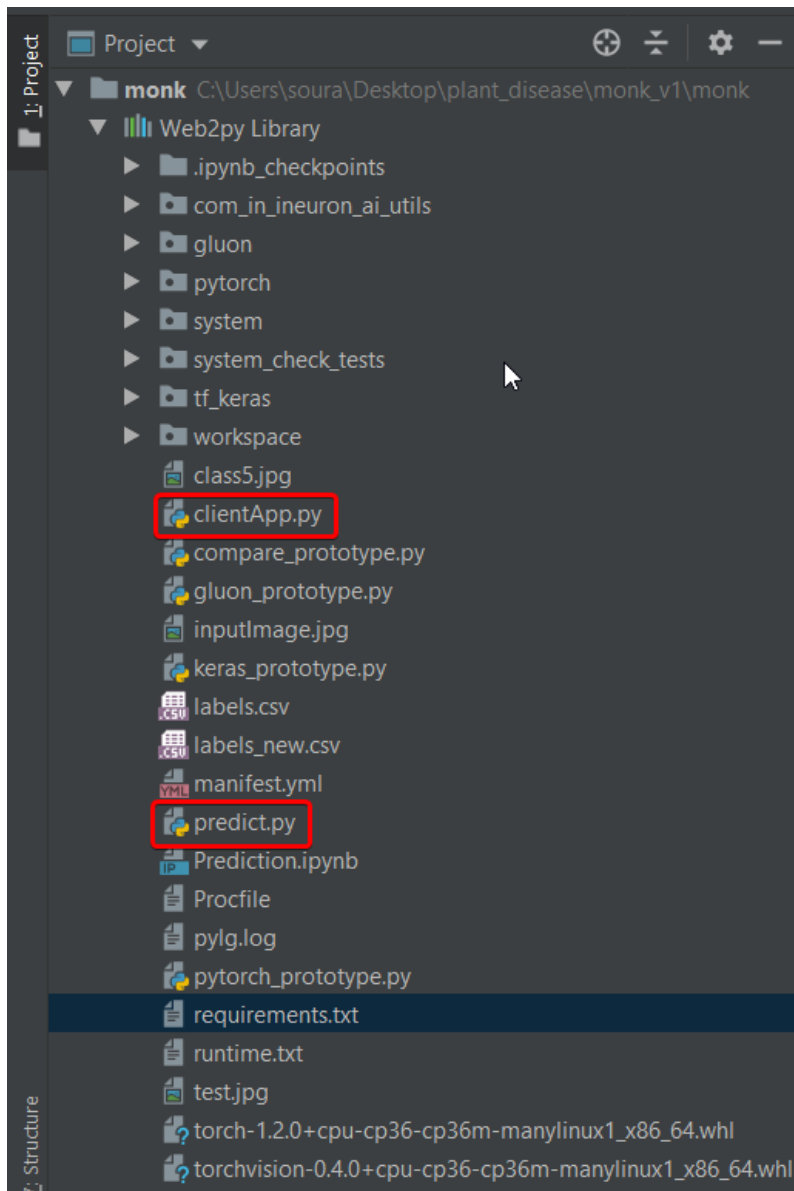 1: Project
Project
monk C:\Users\soura\Desktop\plant_disease\monk_v1\monk
Web2py Library
.ipynb_checkpoints
com_in_ineuron_ai_utils
gluon
pytorch
system
system_check_tests
tf_keras
workspace
class5.jpg
clientApp.py
compare_prototype.py
gluon_prototype.py
inputImage.jpg
keras_prototype.py
labels.csv
labels_new.csv
manifest.yml
predict.py
Prediction.ipynb
Procfile
pylg.log
pytorch_prototype.py
requirements.txt
runtime.txt
test.jpg
torch-1.2.0+cpu-cp36-cp36m-manylinux1_x86_64.whl
torchvision-0.4.0+cpu-cp36-cp36m-manylinux1_x86_64.whl
7: Structure